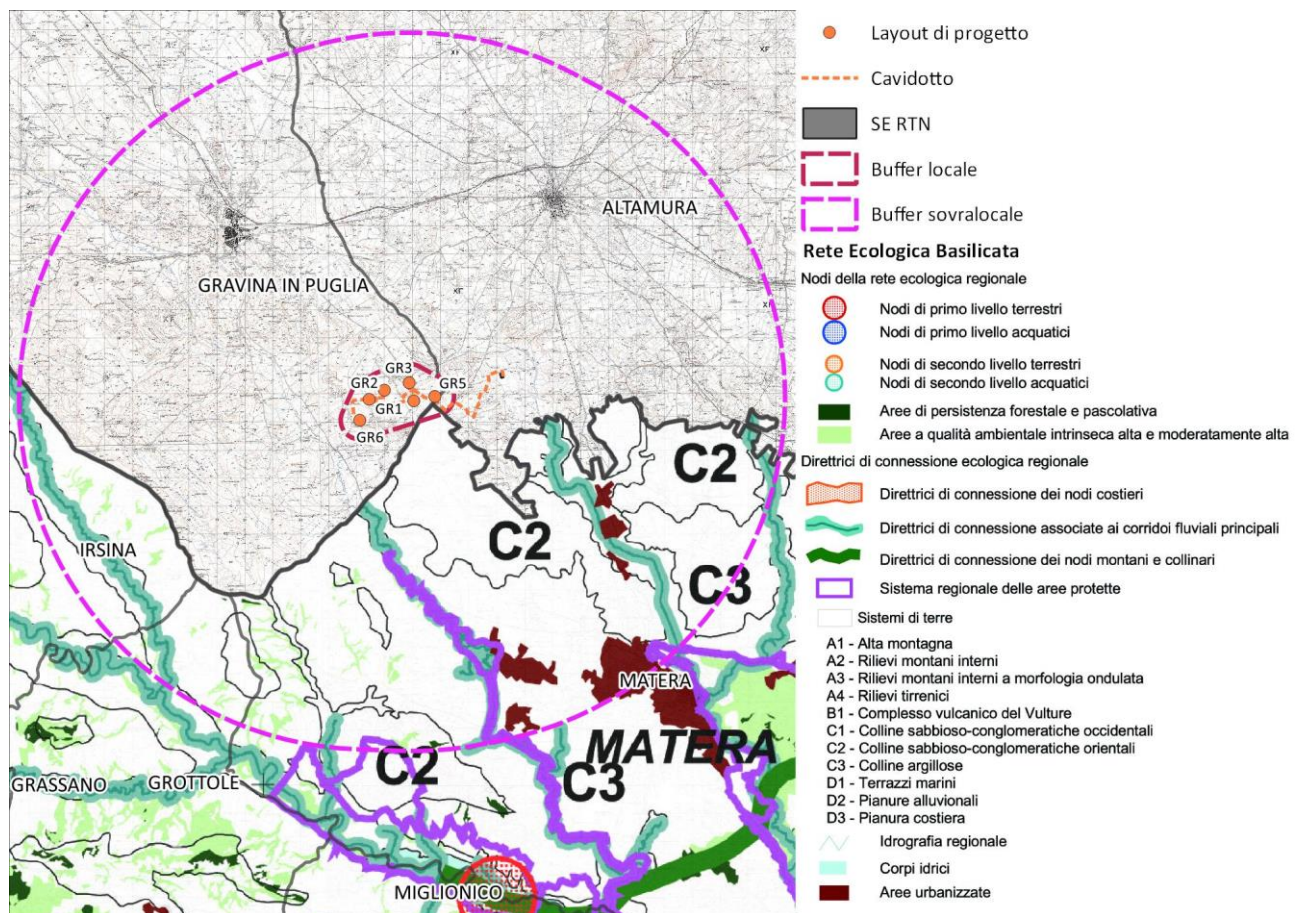 ALTAMURA
GRAVINA IN PUGLIA
GR3
GR2
GR5
GR1
GR6
C2
C2
IRSINA
C3
MATERA
MATERA
C2
C3
GRASSANO
GROTTOLE
MIGLIONICO
Layout di progetto
Cavidotto
SE RTN
Buffer locale
Buffer sovralocale
Rete Ecologica Basilicata
Nodi della rete ecologica regionale
Nodi di primo livello terrestri
Nodi di primo livello acquatici
Nodi di secondo livello terrestri
Nodi di secondo livello acquatici
Aree di persistenza forestale e pascolativa
Aree a qualità ambientale intrinseca alta e moderatamente alta
Direttrici di connessione ecologica regionale
Direttrici di connessione dei nodi costieri
Direttrici di connessione associate ai corridoi fluviali principali
Direttrici di connessione dei nodi montani e collinari
Sistema regionale delle aree protette
Sistemi di terre
A1 - Alta montagna
A2 - Rilievi montani interni
A3 - Rilievi montani interni a morfologia ondulata
A4 - Rilievi tirrenici
B1 - Complesso vulcanico del Vulture
C1 - Colline sabbioso-conglomeratiche occidentali
C2 - Colline sabbioso-conglomeratiche orientali
C3 - Colline argillose
D1 - Terrazzi marini
D2 - Pianure alluvionali
D3 - Pianura costiera
Idrografia regionale
Corpi idrici
Aree urbanizzate